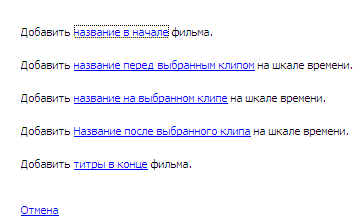 Добавить название в начале фильма.
Добавить название перед выбранным клипом на шкале времени.
Добавить название на выбранном клипе на шкале времени.
Добавить Название после выбранного клипа на шкале времени.
Добавить титры в конце фильма.
Отмена